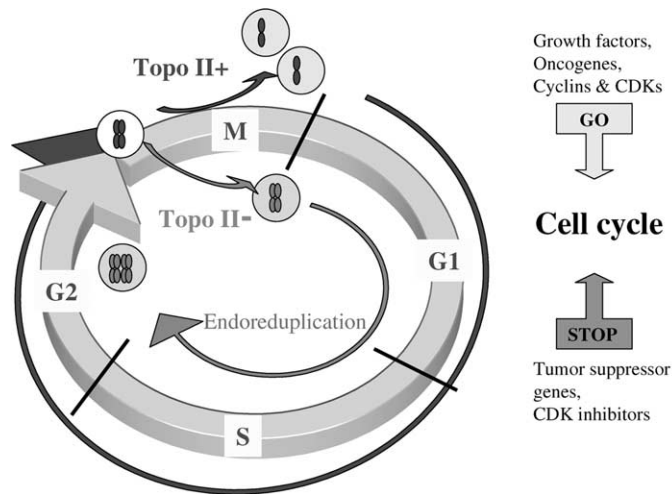 Topo II+
M
Topo II-
G2
G1
Endoreduplication
S
Growth factors,
Oncogenes,
Cyclins & CDKs
GO
Cell cycle
STOP
Tumor suppressor
genes,
CDK inhibitors